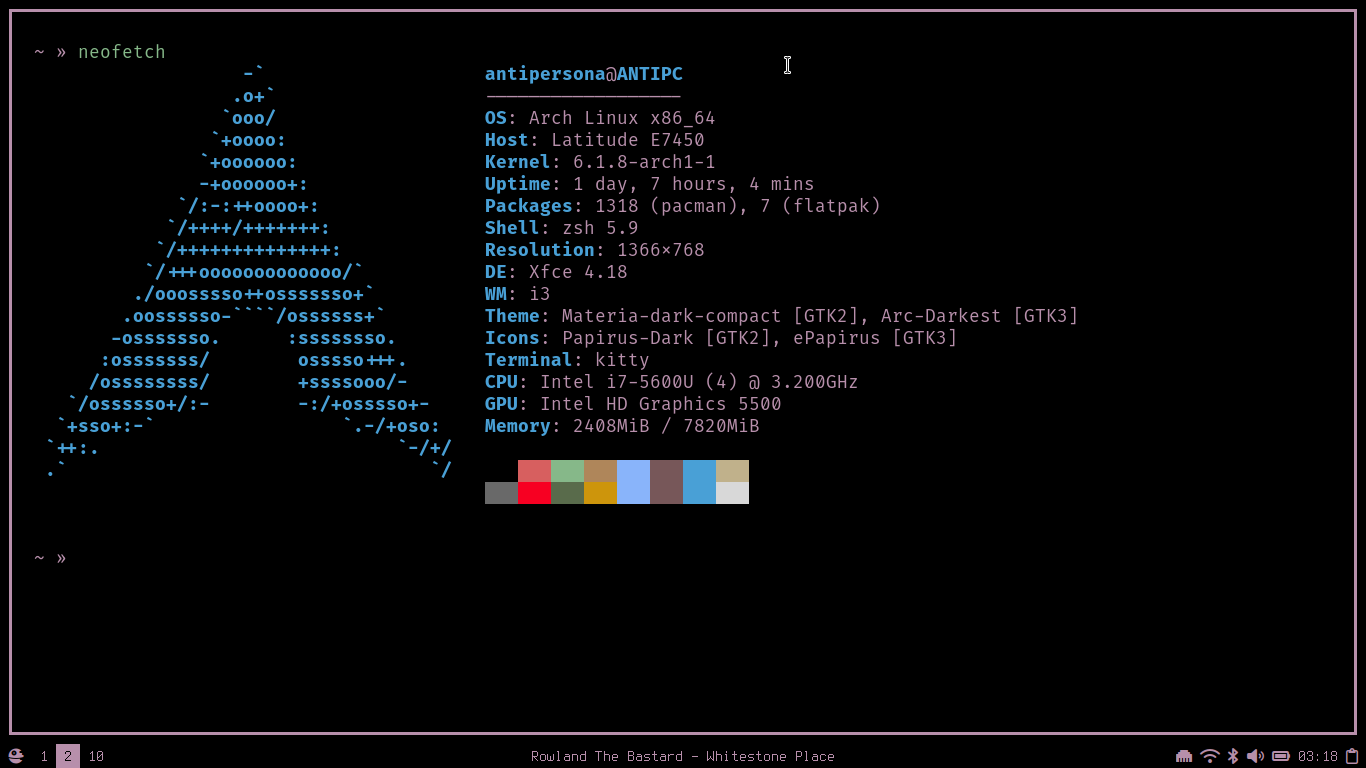 ~ » neofetch
-`
antipersona@ANTIPC
.o+`
------------------
`ooo/
OS: Arch Linux x86_64
`+oooo:
Host: Latitude E7450
`+oooooo:
Kernel: 6.1.8-arch1-1
-+oooooo+:
Uptime: 1 day, 7 hours, 4 mins
`/:-:++oooo+:
Packages: 1318 (pacman), 7 (flatpak)
`/++++/+++++++:
Shell: zsh 5.9
`/++++++++++++++:
Resolution: 1366×768
`/+++ooooooooooooo/`
DE: Xfce 4.18
./ooosssso++osssssso+`
WM: i3
.oossssso-````/ossssss+`
Theme: Materia-dark-compact [GTK2], Arc-Darkest [GTK3]
-osssssso.      :ssssssso.
Icons: Papirus-Dark [GTK2], ePapirus [GTK3]
:osssssss/        osssso+++.
Terminal: kitty
/ossssssss/        +ssssooo/-
CPU: Intel i7-5600U (4) @ 3.200GHz
`/ossssso+/:-        -:/+osssso+-
GPU: Intel HD Graphics 5500
`+sso+:-`                 `.-/+oso:
Memory: 2408MiB / 7820MiB
`++:.                           `-/+/
.`                                 `/
~ »
1 2 10
Rowland The Bastard - Whitestone Place
03:18